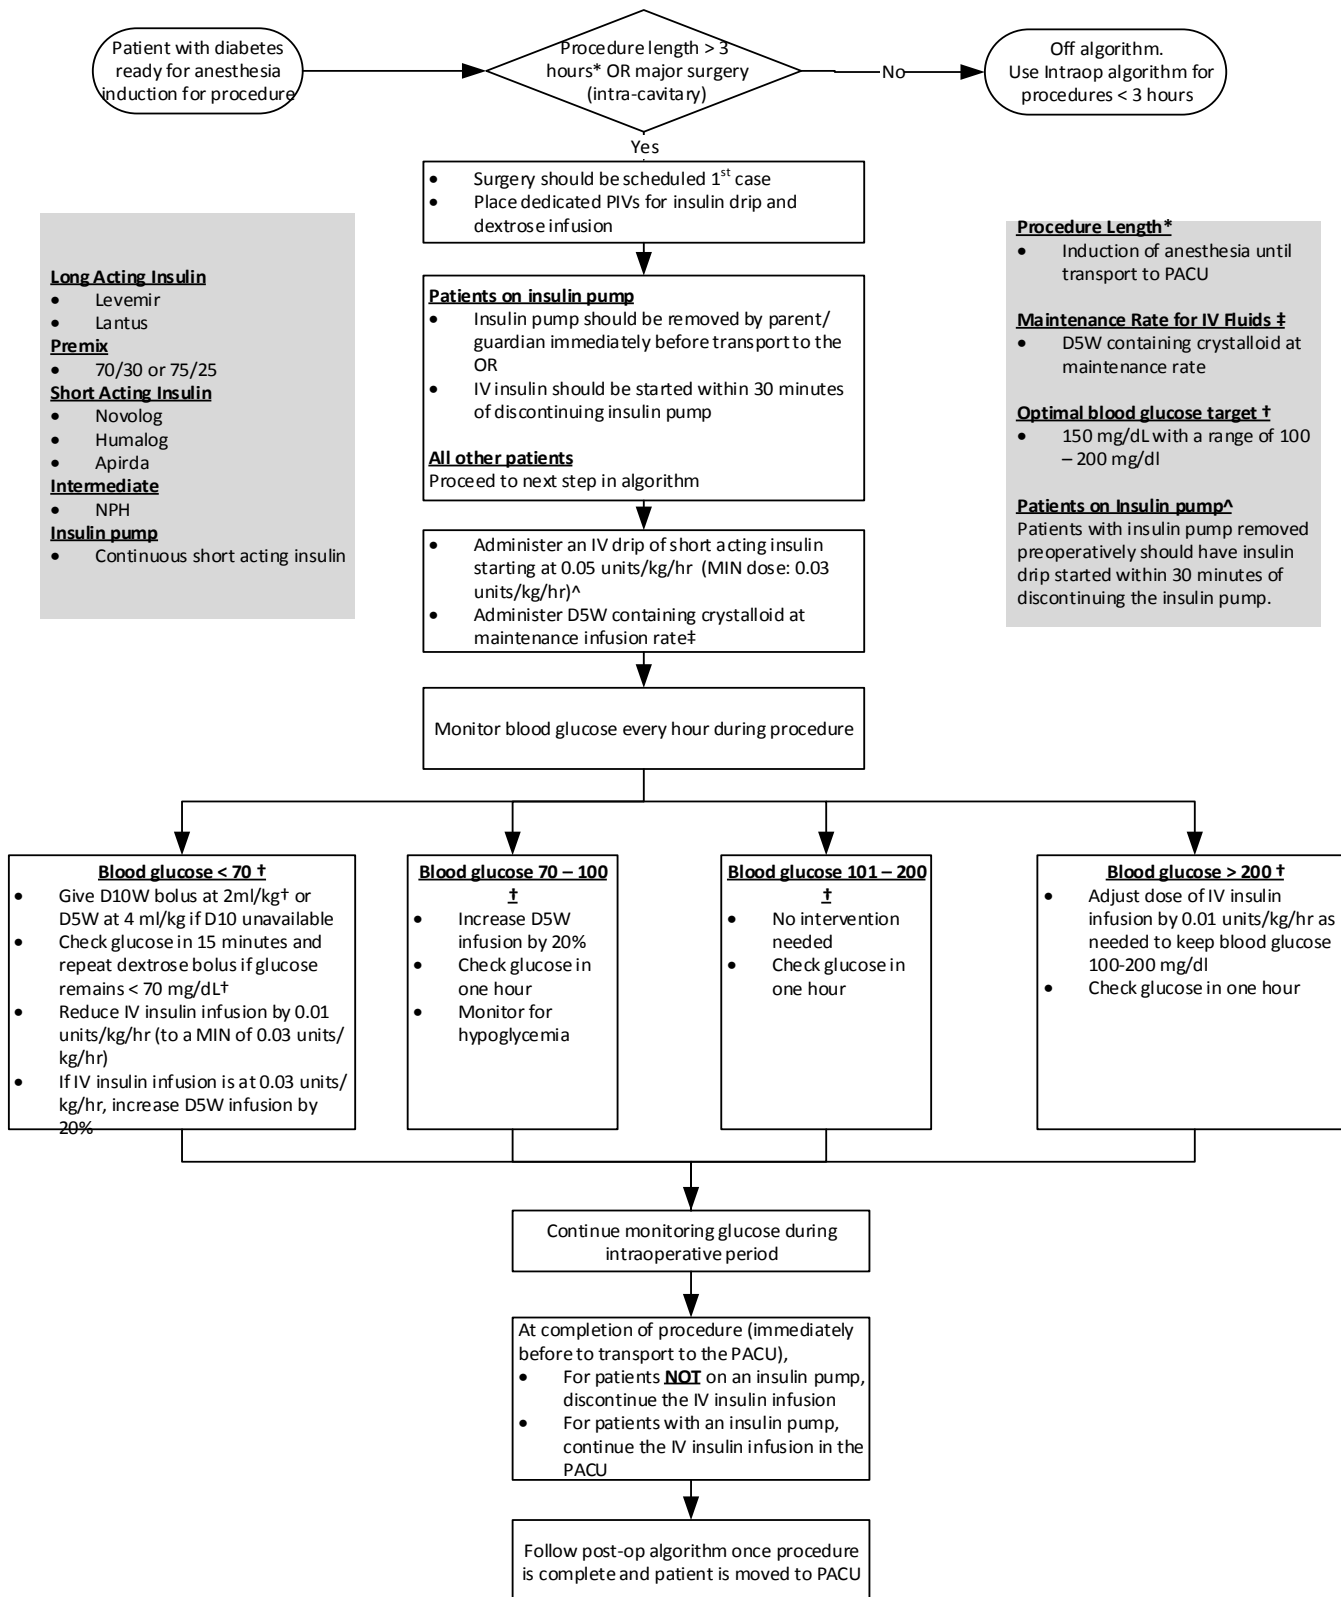 Patient with diabetes
ready for anesthesia
induction for procedure
Procedure length > 3
hours* OR major surgery
(intra-cavitary)
No
Off algorithm.
Use Intraop algorithm for
procedures < 3 hours
Yes
• Surgery should be scheduled 1st case
• Place dedicated PIVs for insulin drip and
dextrose infusion
Long Acting Insulin
• Levemir
• Lantus
Premix
• 70/30 or 75/25
Short Acting Insulin
• Novolog
• Humalog
• Apirda
Intermediate
• NPH
Insulin pump
• Continuous short acting insulin
Patients on insulin pump
• Insulin pump should be removed by parent/
guardian immediately before transport to the
OR
• IV insulin should be started within 30 minutes
of discontinuing insulin pump
All other patients
Proceed to next step in algorithm
Procedure Length*
• Induction of anesthesia until
transport to PACU
Maintenance Rate for IV Fluids ‡
• D5W containing crystalloid at
maintenance rate
Optimal blood glucose target †
• 150 mg/dL with a range of 100
– 200 mg/dl
Patients on Insulin pump^
Patients with insulin pump removed
preoperatively should have insulin
drip started within 30 minutes of
discontinuing the insulin pump.
• Administer an IV drip of short acting insulin
starting at 0.05 units/kg/hr (MIN dose: 0.03
units/kg/hr)^
• Administer D5W containing crystalloid at
maintenance infusion rate‡
Monitor blood glucose every hour during procedure
Blood glucose < 70 †
• Give D10W bolus at 2ml/kg† or
D5W at 4 ml/kg if D10 unavailable
• Check glucose in 15 minutes and
repeat dextrose bolus if glucose
remains < 70 mg/dL†
• Reduce IV insulin infusion by 0.01
units/kg/hr (to a MIN of 0.03 units/
kg/hr)
• If IV insulin infusion is at 0.03 units/
kg/hr, increase D5W infusion by
20%
Blood glucose 70 – 100
†
• Increase D5W
infusion by 20%
• Check glucose in
one hour
• Monitor for
hypoglycemia
Blood glucose 101 – 200
†
• No intervention
needed
• Check glucose in
one hour
Blood glucose > 200 †
• Adjust dose of IV insulin
infusion by 0.01 units/kg/hr as
needed to keep blood glucose
100-200 mg/dl
• Check glucose in one hour
Continue monitoring glucose during
intraoperative period
At completion of procedure (immediately
before to transport to the PACU),
• For patients NOT on an insulin pump,
discontinue the IV insulin infusion
• For patients with an insulin pump,
continue the IV insulin infusion in the
PACU
Follow post-op algorithm once procedure
is complete and patient is moved to PACU